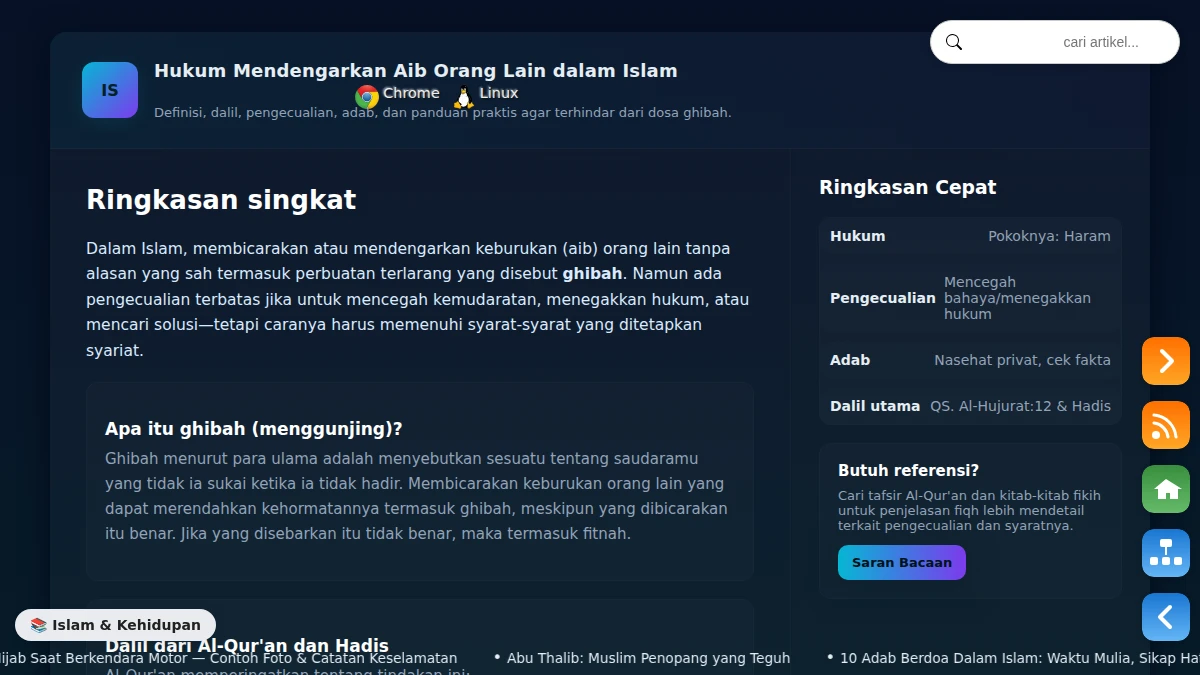 cari artikel...
IS
Hukum Mendengarkan Aib Orang Lain dalam Islam
Chrome Linux
Definisi, dalil, pengecualian, adab, dan panduan praktis agar terhindar dari dosa ghibah.
Ringkasan singkat
Dalam Islam, membicarakan atau mendengarkan keburukan (aib) orang lain tanpa
alasan yang sah termasuk perbuatan terlarang yang disebut ghibah. Namun ada
pengecualian terbatas jika untuk mencegah kemudaratan, menegakkan hukum, atau
mencari solusi—tetapi caranya harus memenuhi syarat-syarat yang ditetapkan
syariat.
Apa itu ghibah (menggunjing)?
Ghibah menurut para ulama adalah menyebutkan sesuatu tentang saudaramu
yang tidak ia sukai ketika ia tidak hadir. Membicarakan keburukan orang lain yang
dapat merendahkan kehormatannya termasuk ghibah, meskipun yang dibicarakan
itu benar. Jika yang disebarkan itu tidak benar, maka termasuk fitnah.
Dalil dari Al-Qur'an dan Hadis
Al-Qur'an memperingatkan tentang tindakan ini:
Ringkasan Cepat
Hukum Pokoknya: Haram
Pengecualian Mencegah
bahaya/menegakkan
hukum
Adab Nasehat privat, cek fakta
Dalil utama QS. Al-Hujurat:12 & Hadis
Butuh referensi?
Cari tafsir Al-Qur'an dan kitab-kitab fikih
untuk penjelasan fiqh lebih mendetail
terkait pengecualian dan syaratnya.
Saran Bacaan
📚 Islam & Kehidupan
ijab Saat Berkendara Motor — Contoh Foto & Catatan Keselamatan • Abu Thalib: Muslim Penopang yang Teguh • 10 Adab Berdoa Dalam Islam: Waktu Mulia, Sikap Ha